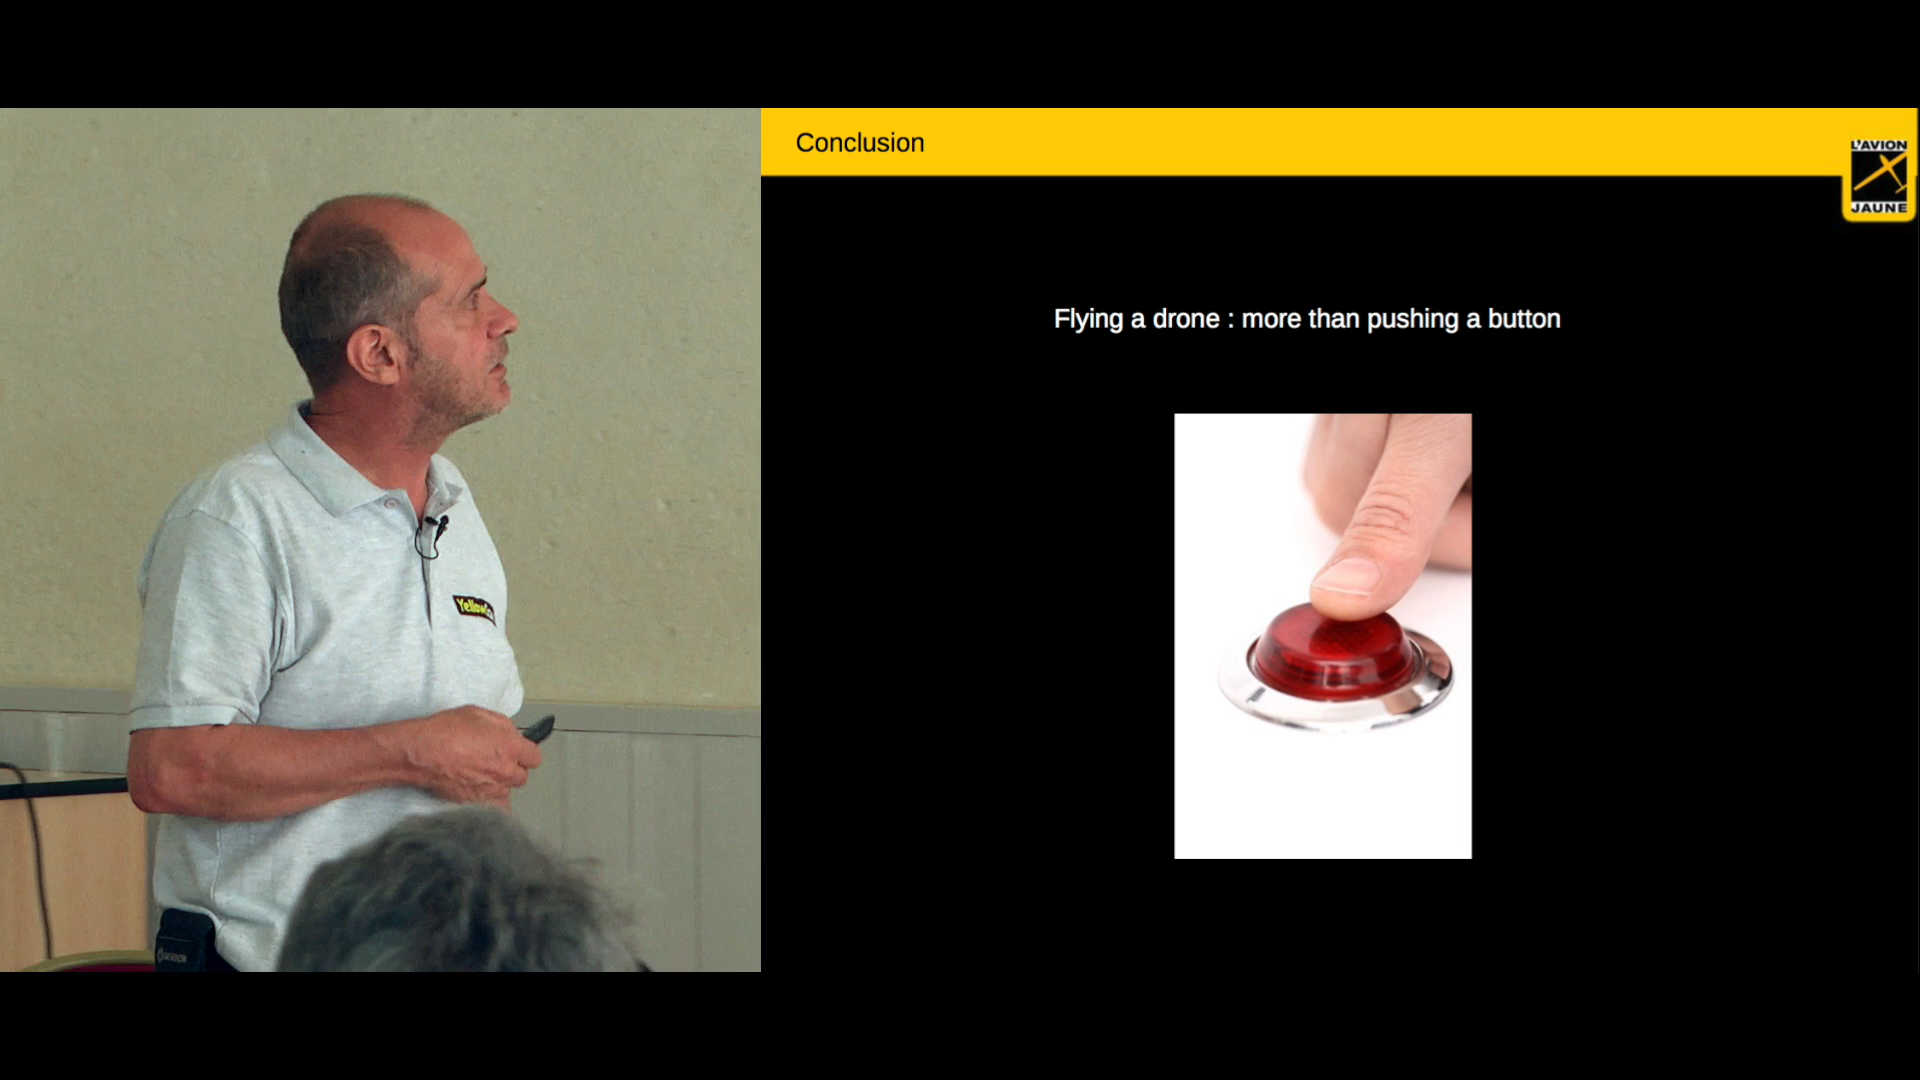 Conclusion
L'AVION
JAUNE
Flying a drone : more than pushing a button